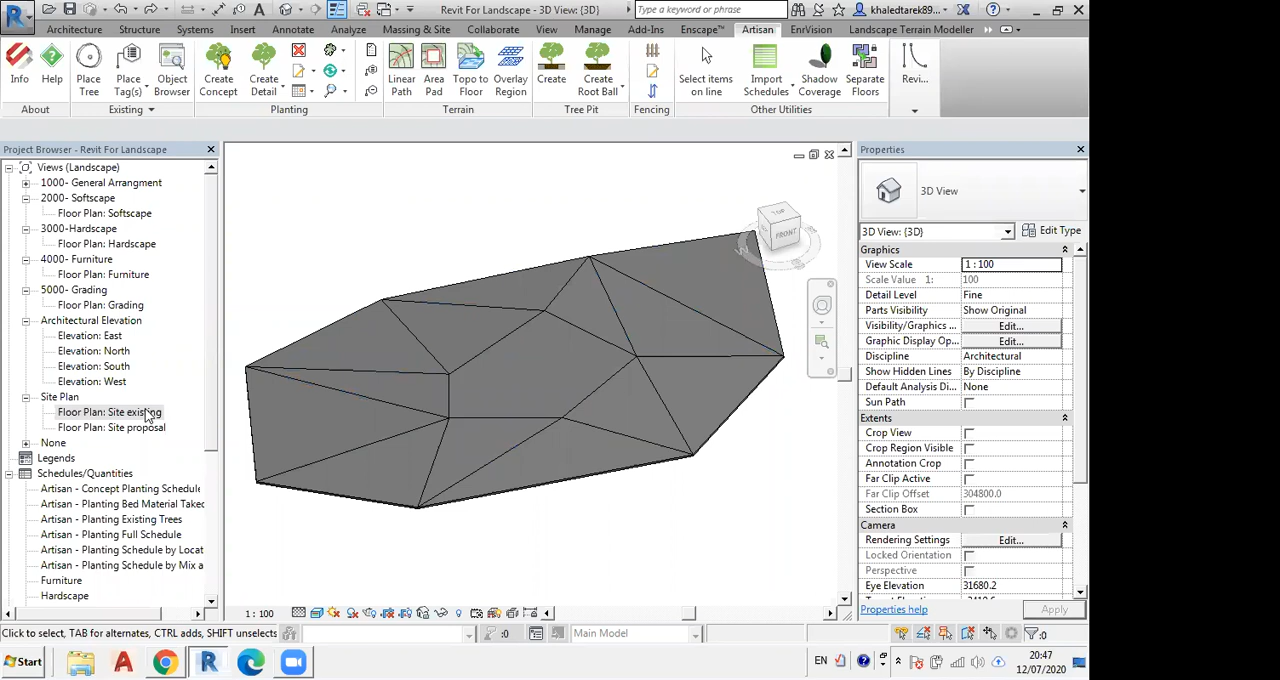 Revit For Landscape - 3D View: {3D}
Type a keyword or phrase
khaledtarek89...
Architecture Structure Systems Insert Annotate Analyze Massing & Site Collaborate View Manage Add-Ins Enscape™ Artisan EnVision Landscape Terrain Modeller
Info Help Place Tree Place Tag(s) Object Browser Create Concept Create Detail Linear Path Area Pad Topo to Floor Overlay Region Create Create Root Ball Select items on line Import Schedules Shadow Coverage Separate Floors Revi...
About Existing Planting Terrain Tree Pit Fencing Other Utilities
Project Browser - Revit For Landscape
Views (Landscape)
1000- General Arrangment
2000- Softscape
Floor Plan: Softscape
3000-Hardscape
Floor Plan: Hardscape
4000- Furniture
Floor Plan: Furniture
5000- Grading
Floor Plan: Grading
Architectural Elevation
Elevation: East
Elevation: North
Elevation: South
Elevation: West
Site Plan
Floor Plan: Site existing
Floor Plan: Site proposal
None
Legends
Schedules/Quantities
Artisan - Concept Planting Schedule
Artisan - Planting Bed Material Takeo
Artisan - Planting Existing Trees
Artisan - Planting Full Schedule
Artisan - Planting Schedule by Locat
Artisan - Planting Schedule by Mix a
Furniture
Hardscape
TOP
FRONT
W
Properties
3D View
3D View: {3D} Edit Type
Graphics
View Scale 1 : 100
Scale Value 1: 100
Detail Level Fine
Parts Visibility Show Original
Visibility/Graphics ... Edit...
Graphic Display Op... Edit...
Discipline Architectural
Show Hidden Lines By Discipline
Default Analysis Di... None
Sun Path
Extents
Crop View
Crop Region Visible
Annotation Crop
Far Clip Active
Far Clip Offset 304800.0
Section Box
Camera
Rendering Settings Edit...
Locked Orientation
Perspective
Eye Elevation 31680.2
Properties help Apply
1 : 100
Click to select, TAB for alternates, CTRL adds, SHIFT unselects
:0 Main Model :0
Start
EN 20:47
12/07/2020